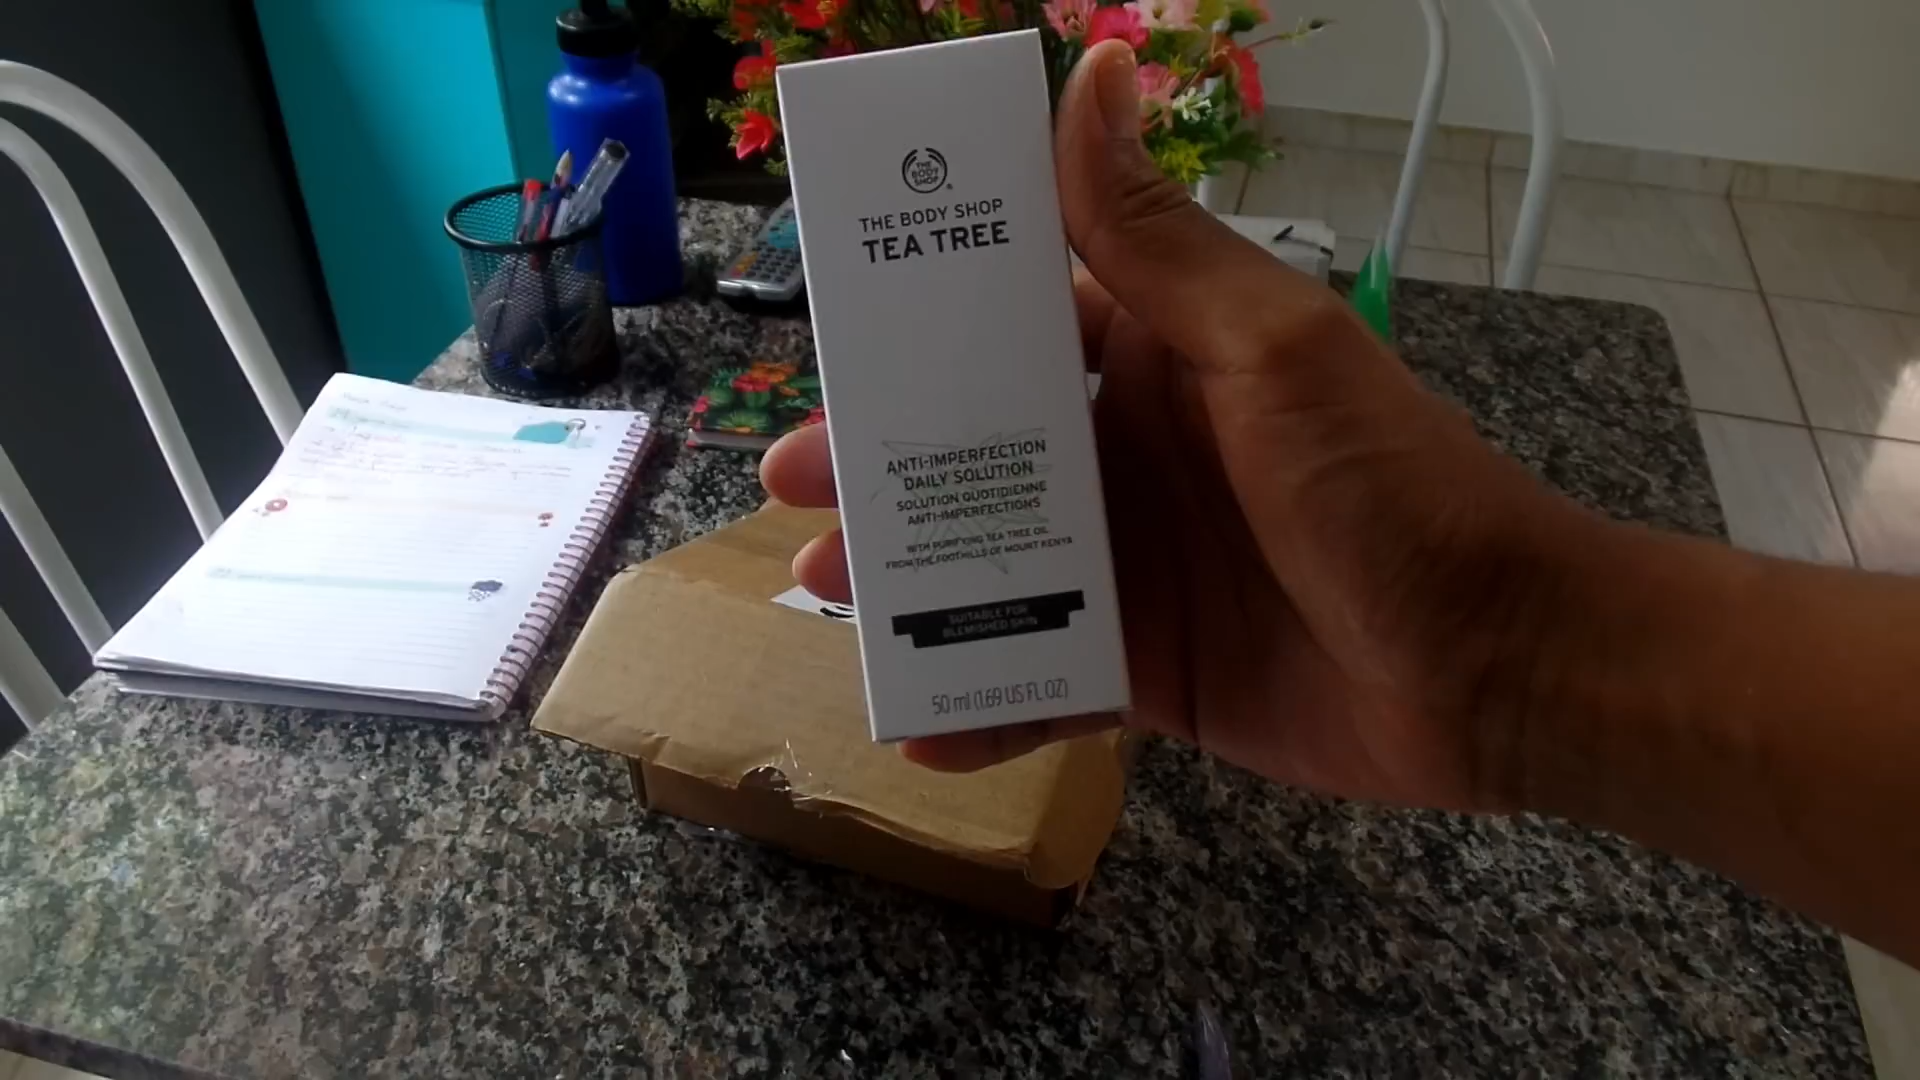 THE
BODY
SHOP
®
THE BODY SHOP
TEA TREE
ANTI-IMPERFECTION
DAILY SOLUTION
SOLUTION QUOTIDIENNE
ANTI-IMPERFECTIONS
WITH PURIFYING TEA TREE OIL
FROM THE FOOTHILLS OF MOUNT KENYA
SUITABLE FOR
BLEMISHED SKIN
50 ml (1.69 US FL OZ)